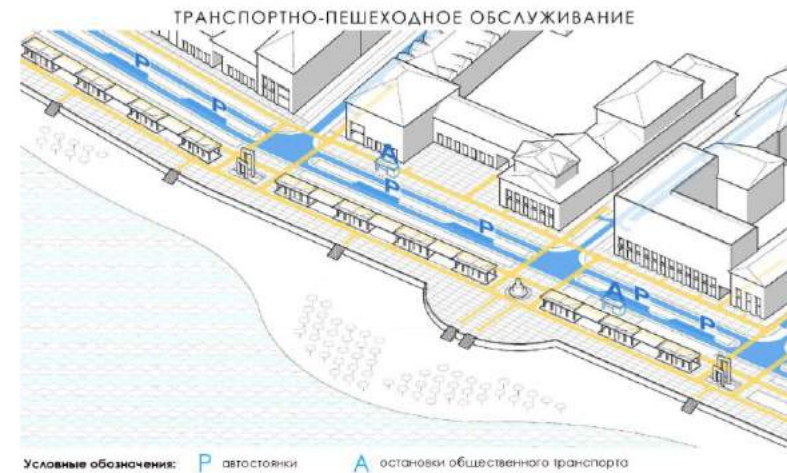 ТРАНСПОРТНО-ПЕШЕХОДНОЕ ОБСЛУЖИВАНИЕ
P
P
A
P
P
A
P
P
Условные обозначения: P автостоянки A остановки общественного транспорта